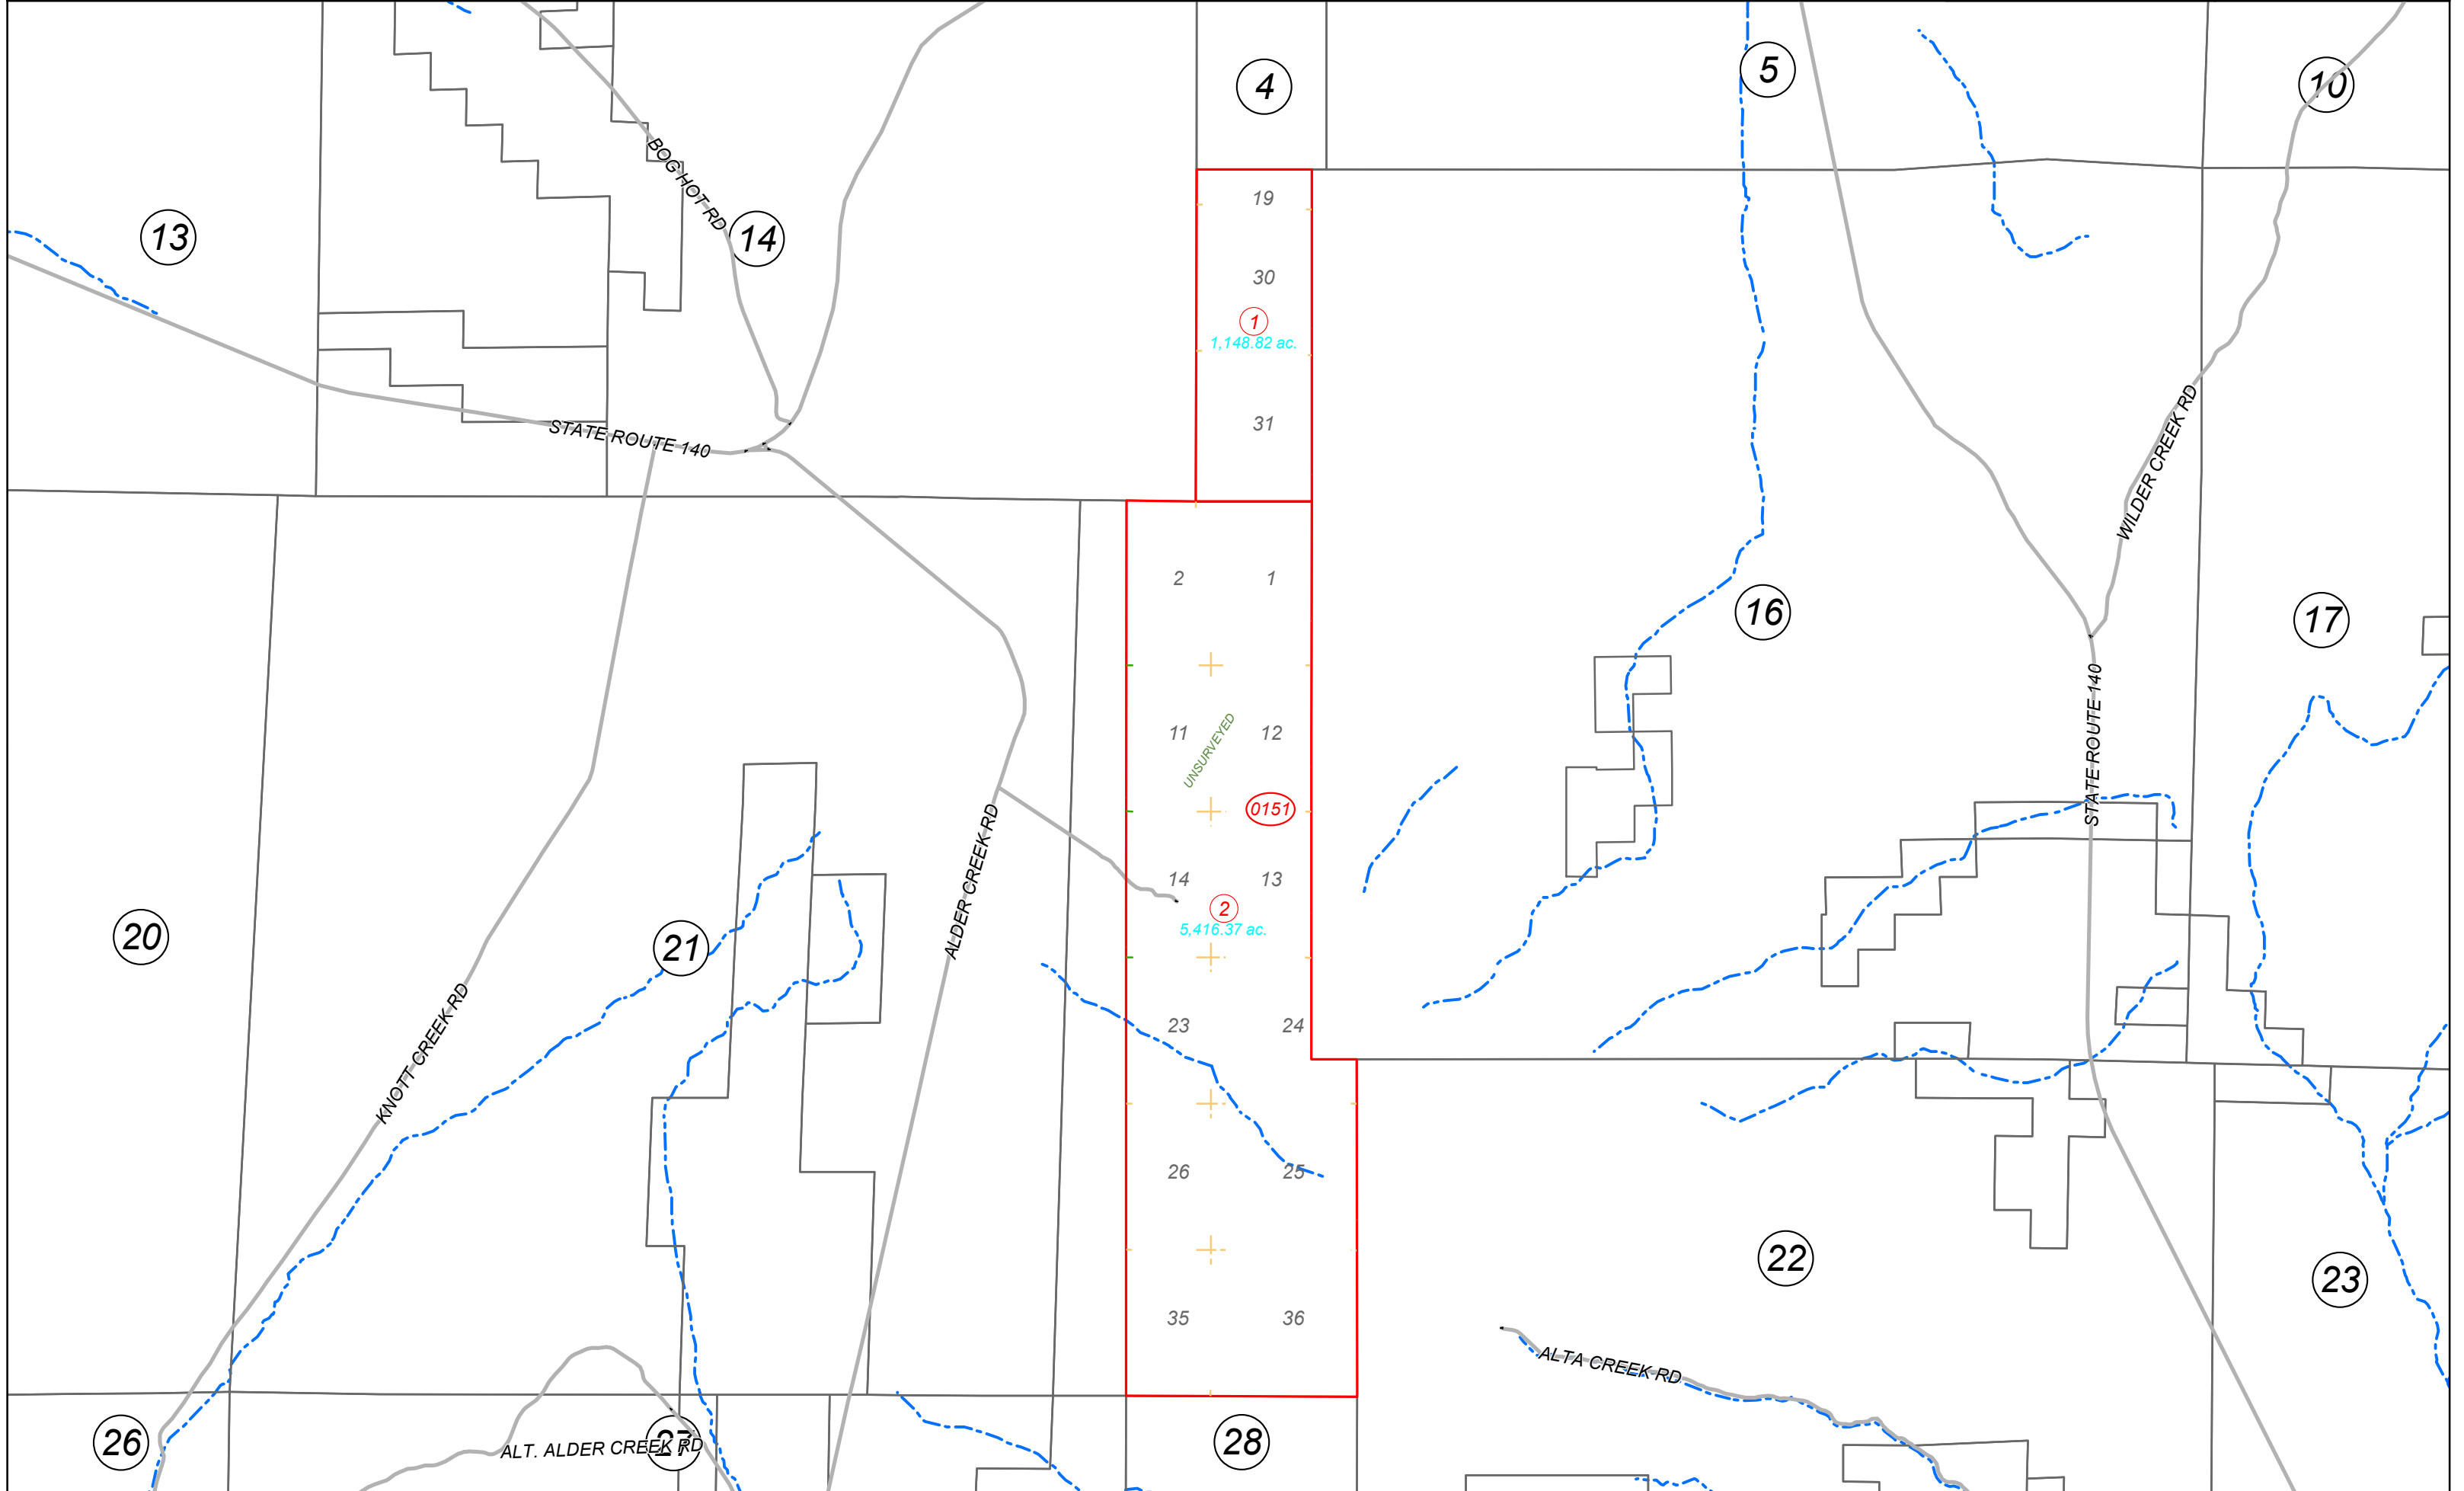 4
5
10
13
BOG HOT RD
14
19
30
1
1,148.82 ac.
31
STATE ROUTE 140
WILDER CREEK RD
2
1
16
17
STATE ROUTE 140
11
UNSURVEYED
12
0151
14
13
2
5,416.37 ac.
ALDER CREEK RD
20
21
KNOTT CREEK RD
23
24
26
25
22
23
35
36
ALTA CREEK RD
26
ALT. ALDER CREEK RD
27
28